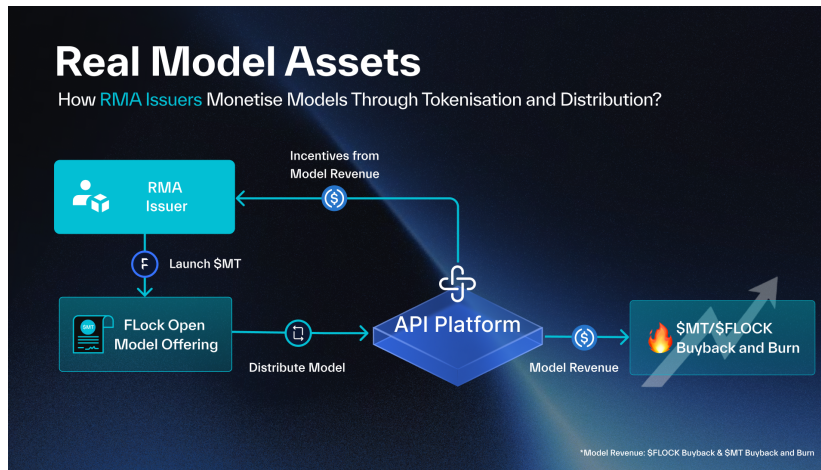 Real Model Assets
How RMA Issuers Monetise Models Through Tokenisation and Distribution?
Incentives from
Model Revenue
RMA
Issuer
Launch $MT
$MT
FLock Open
Model Offering
Distribute Model
API Platform
Model Revenue
$MT/$FLOCK
Buyback and Burn
*Model Revenue: $FLOCK Buyback & $MT Buyback and Burn